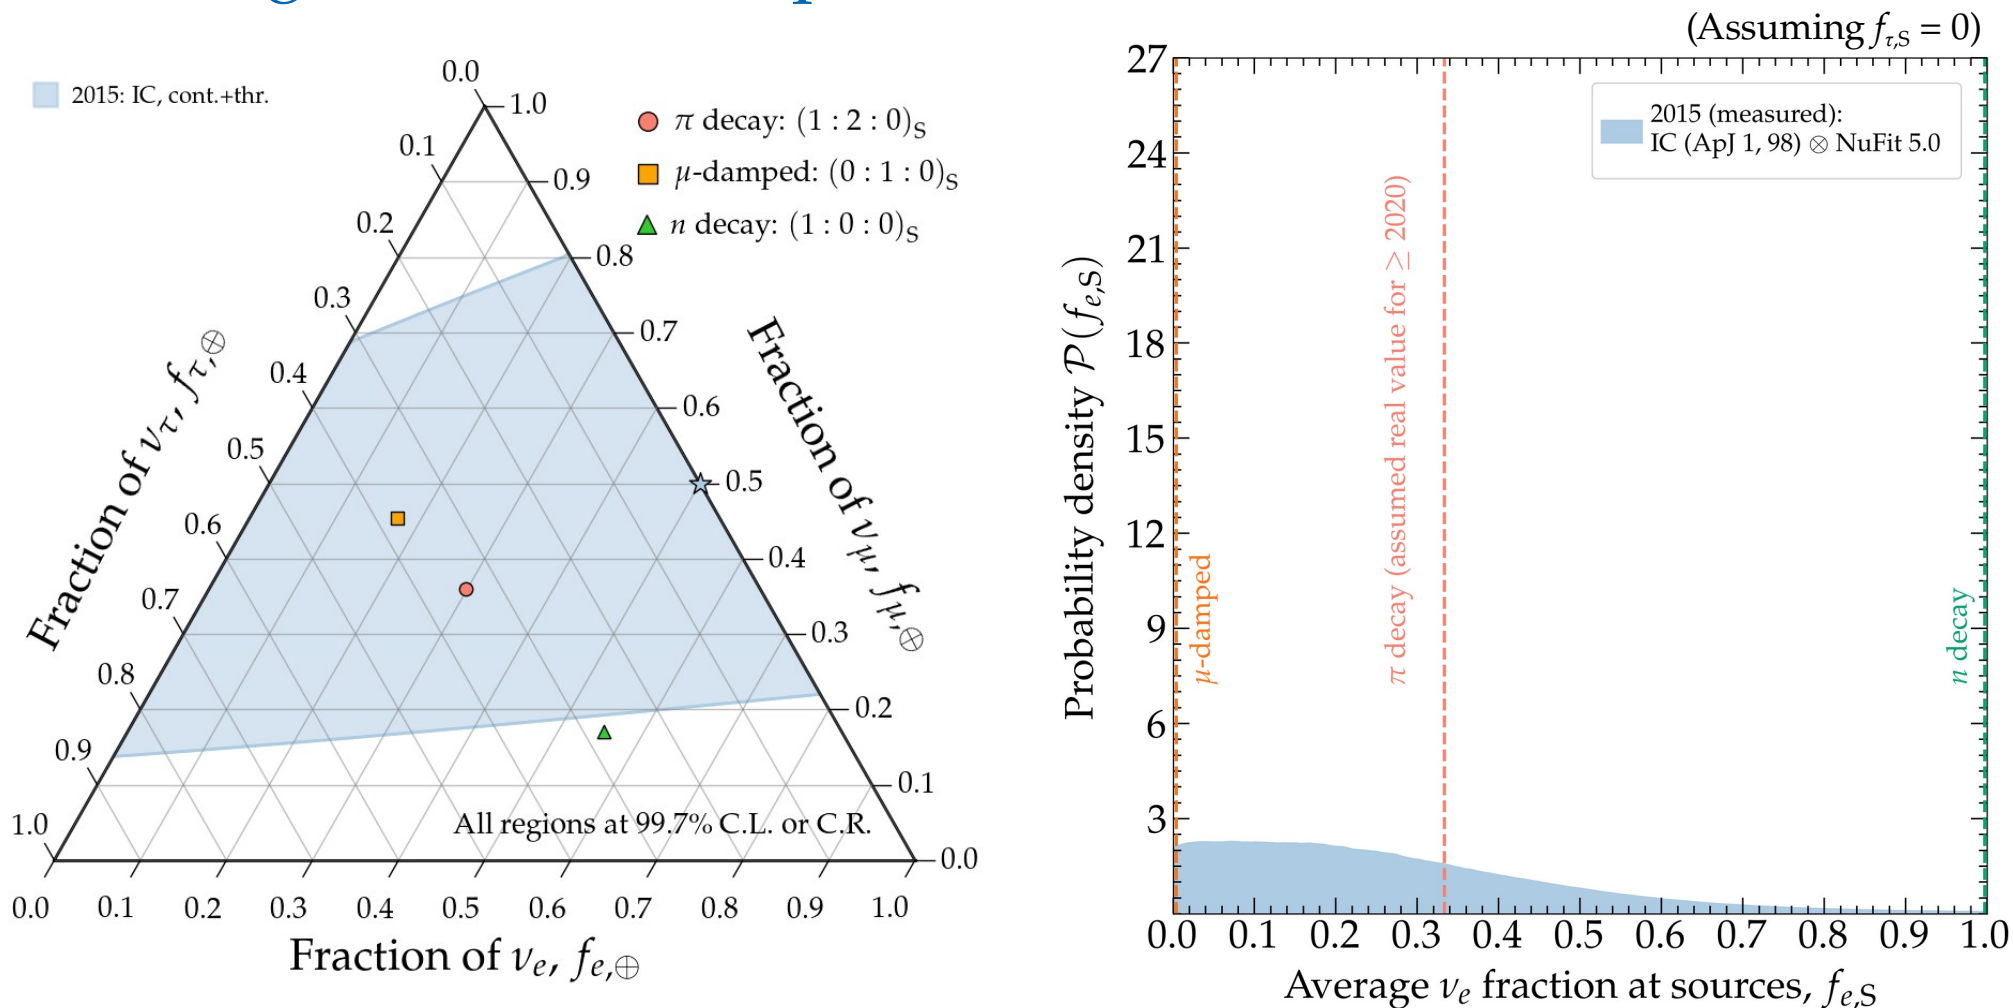 2015: IC, cont.+thr.
π decay: (1 : 2 : 0)S
μ-damped: (0 : 1 : 0)S
n decay: (1 : 0 : 0)S
0.0
0.1
0.2
0.3
0.4
0.5
0.6
0.7
0.8
0.9
1.0
Fraction of ντ, fτ,⊕
1.0
0.9
0.8
0.7
0.6
0.5
0.4
0.3
0.2
0.1
0.0
Fraction of νμ, fμ,⊕
All regions at 99.7% C.L. or C.R.
0.0 0.1 0.2 0.3 0.4 0.5 0.6 0.7 0.8 0.9 1.0
Fraction of νe, fe,⊕
(Assuming fτ,S = 0)
2015 (measured):
IC (ApJ 1, 98) ⊗ NuFit 5.0
27
24
21
18
15
12
9
6
3
Probability density P(fe,S)
μ-damped
π decay (assumed real value for ≥ 2020)
n decay
0.0 0.1 0.2 0.3 0.4 0.5 0.6 0.7 0.8 0.9 1.0
Average νe fraction at sources, fe,S